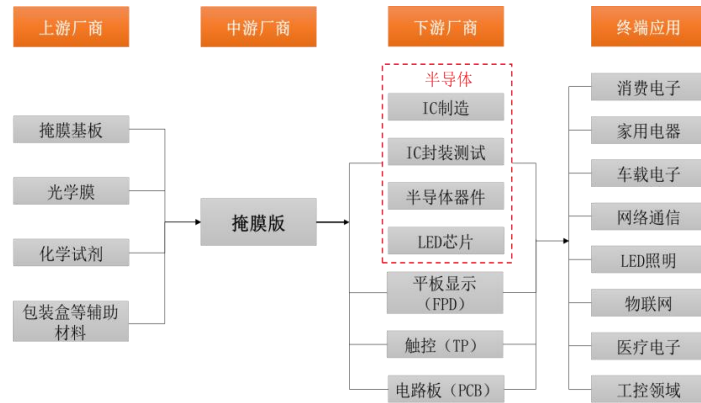 上游厂商
中游厂商
下游厂商
终端应用
掩膜基板
光学膜
化学试剂
包装盒等辅助
材料
掩膜版
半导体
IC制造
IC封装测试
半导体器件
LED芯片
平板显示
（FPD）
触控（TP）
电路板（PCB）
消费电子
家用电器
车载电子
网络通信
LED照明
物联网
医疗电子
工控领域